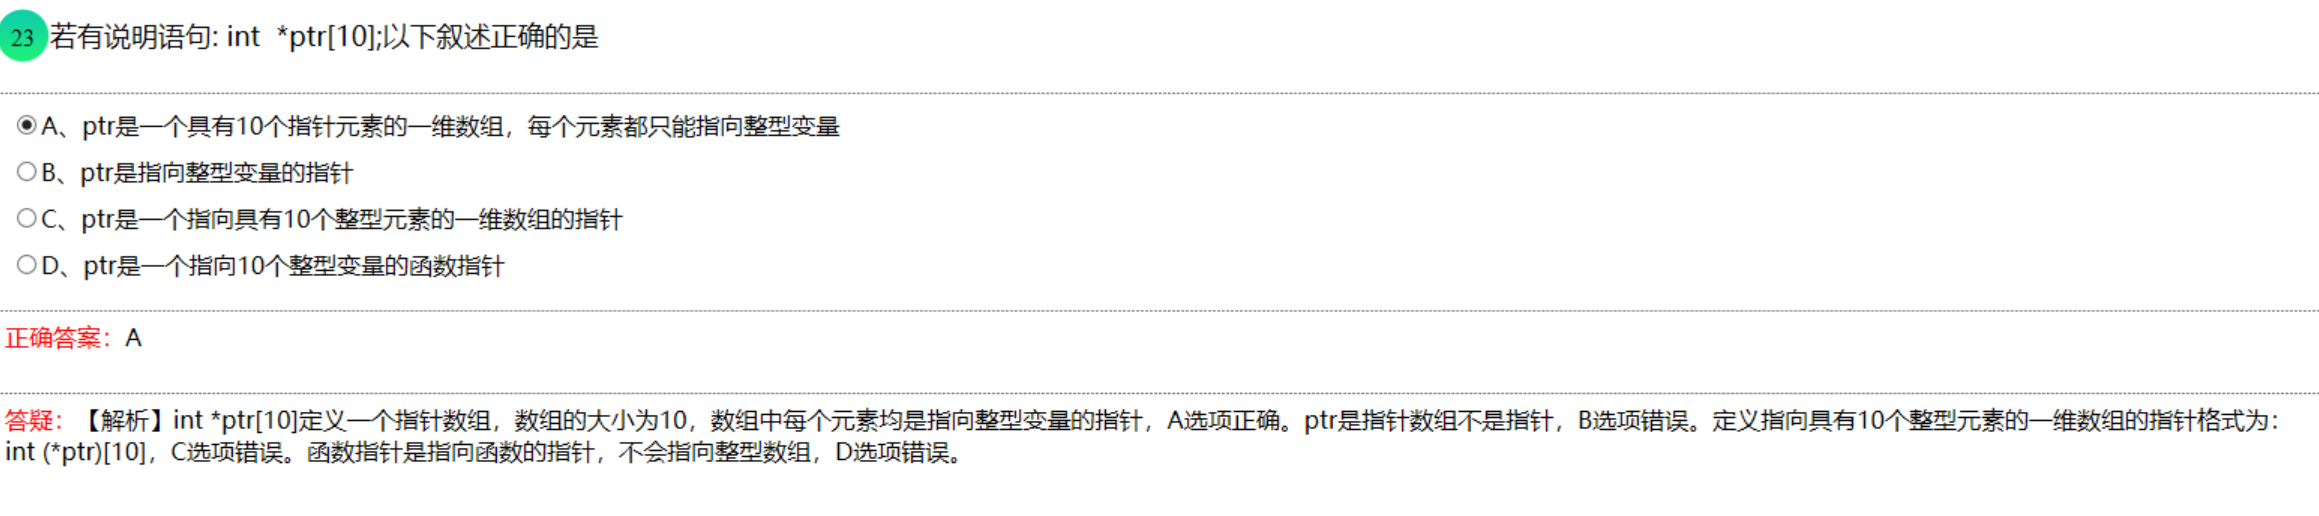 23 若有说明语句: int  *ptr[10];以下叙述正确的是
A、ptr是一个具有10个指针元素的一维数组，每个元素都只能指向整型变量
B、ptr是指向整型变量的指针
C、ptr是一个指向具有10个整型元素的一维数组的指针
D、ptr是一个指向10个整型变量的函数指针
正确答案：A
答疑：【解析】int *ptr[10]定义一个指针数组，数组的大小为10，数组中每个元素均是指向整型变量的指针，A选项正确。ptr是指针数组不是指针，B选项错误。定义指向具有10个整型元素的一维数组的指针格式为：
int (*ptr)[10]，C选项错误。函数指针是指向函数的指针，不会指向整型数组，D选项错误。